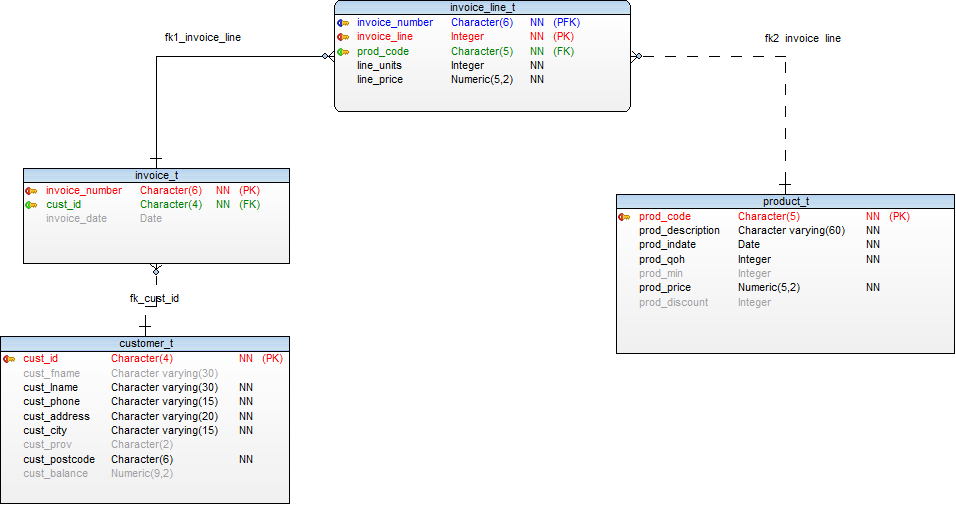 invoice_line_t
invoice_number Character(6) NN (PFK)
invoice_line Integer NN (PK)
prod_code Character(5) NN (FK)
line_units Integer NN
line_price Numeric(5,2) NN
fk1_invoice_line
fk2_invoice_line
invoice_t
invoice_number Character(6) NN (PK)
cust_id Character(4) NN (FK)
invoice_date Date
product_t
prod_code Character(5) NN (PK)
prod_description Character varying(60) NN
prod_indate Date NN
prod_qoh Integer NN
prod_min Integer
prod_price Numeric(5,2) NN
prod_discount Integer
fk_cust_id
customer_t
cust_id Character(4) NN (PK)
cust_fname Character varying(30)
cust_lname Character varying(30) NN
cust_phone Character varying(15) NN
cust_address Character varying(20) NN
cust_city Character varying(15) NN
cust_prov Character(2)
cust_postcode Character(6) NN
cust_balance Numeric(9,2)